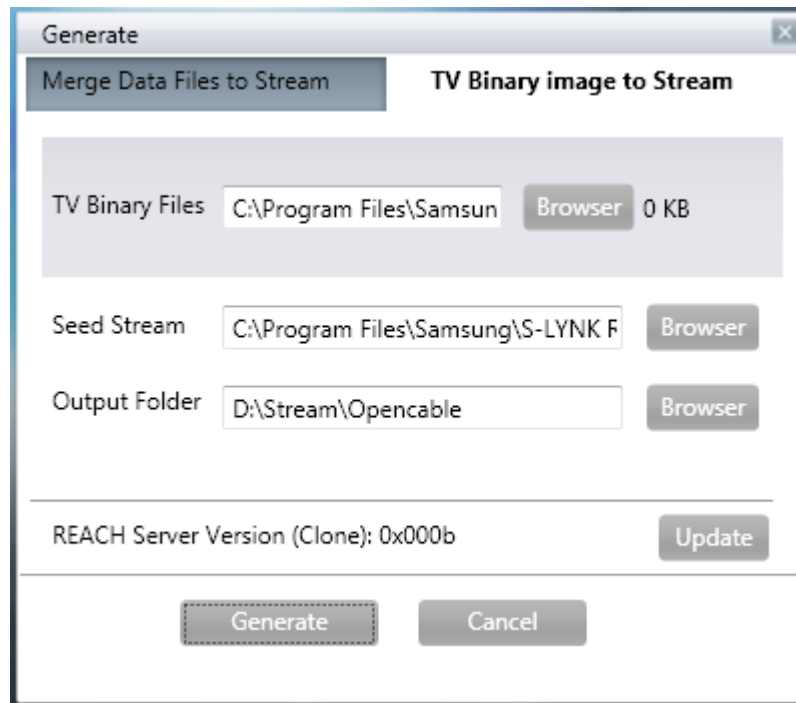 Generate
Merge Data Files to Stream
TV Binary image to Stream
TV Binary Files
C:\Program Files\Samsun
Browser
0 KB
Seed Stream
C:\Program Files\Samsung\S-LYNK R
Browser
Output Folder
D:\Stream\Opencable
Browser
REACH Server Version (Clone): 0x000b
Update
Generate
Cancel